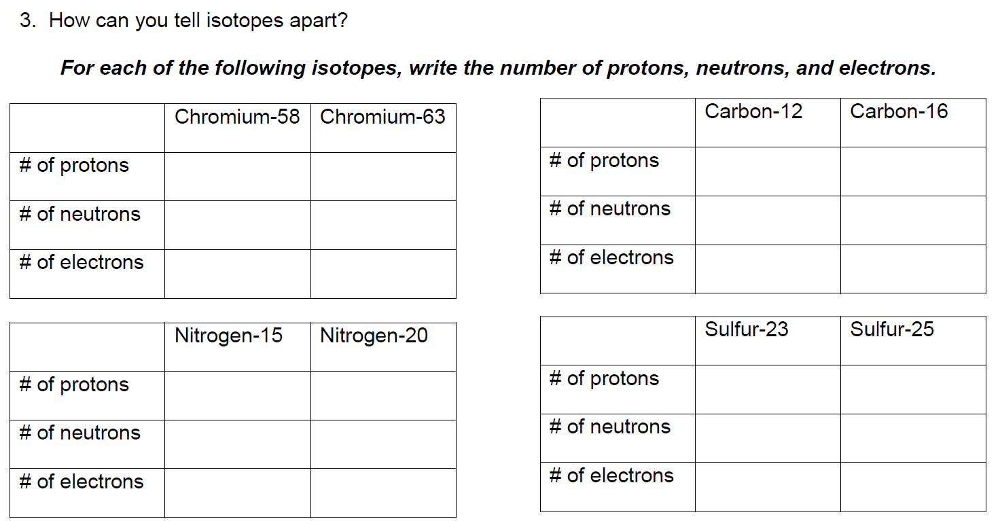 3. How can you tell isotopes apart?
For each of the following isotopes, write the number of protons, neutrons, and electrons.
Chromium-58 Chromium-63
# of protons
# of neutrons
# of electrons
Carbon-12 Carbon-16
# of protons
# of neutrons
# of electrons
Nitrogen-15 Nitrogen-20
# of protons
# of neutrons
# of electrons
Sulfur-23 Sulfur-25
# of protons
# of neutrons
# of electrons